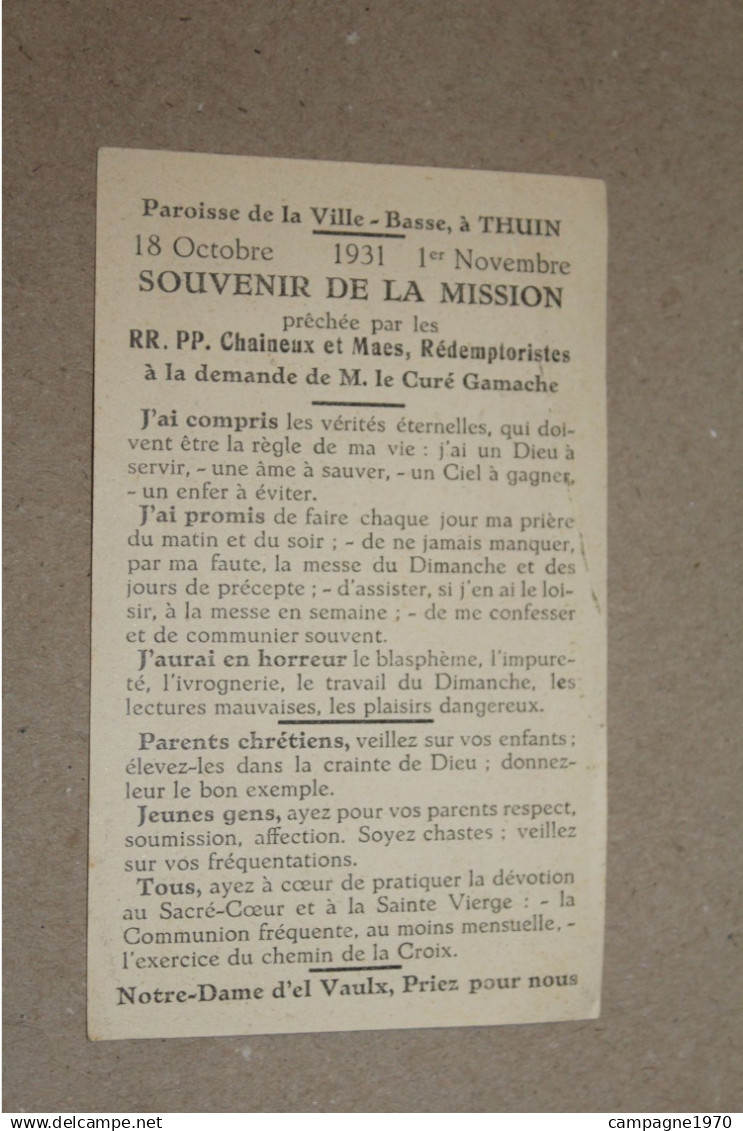 Paroisse de la Ville - Basse, à THUIN
18 Octobre 1931 1er Novembre
SOUVENIR DE LA MISSION
prêchée par les
RR. PP. Chaineux et Maes, Rédemptoristes
à la demande de M. le Curé Gamache
J'ai compris les vérités éternelles, qui doi-
vent être la règle de ma vie : j'ai un Dieu à
servir, - une âme à sauver, - un Ciel à gagner,
- un enfer à éviter.
J'ai promis de faire chaque jour ma prière
du matin et du soir ; - de ne jamais manquer,
par ma faute, la messe du Dimanche et des
jours de précepte ; - d'assister, si j'en ai le loi-
sir, à la messe en semaine ; - de me confesser
et de communier souvent.
J'aurai en horreur le blasphème, l'impure-
té, l'ivrognerie, le travail du Dimanche, les
lectures mauvaises, les plaisirs dangereux.
Parents chrétiens, veillez sur vos enfants ;
élevez-les dans la crainte de Dieu ; donnez-
leur le bon exemple.
Jeunes gens, ayez pour vos parents respect,
soumission, affection. Soyez chastes ; veillez
sur vos fréquentations.
Tous, ayez à cœur de pratiquer la dévotion
au Sacré-Cœur et à la Sainte Vierge : - la
Communion fréquente, au moins mensuelle, -
l'exercice du chemin de la Croix.
Notre-Dame d'el Vaulx, Priez pour nous
campagne1970